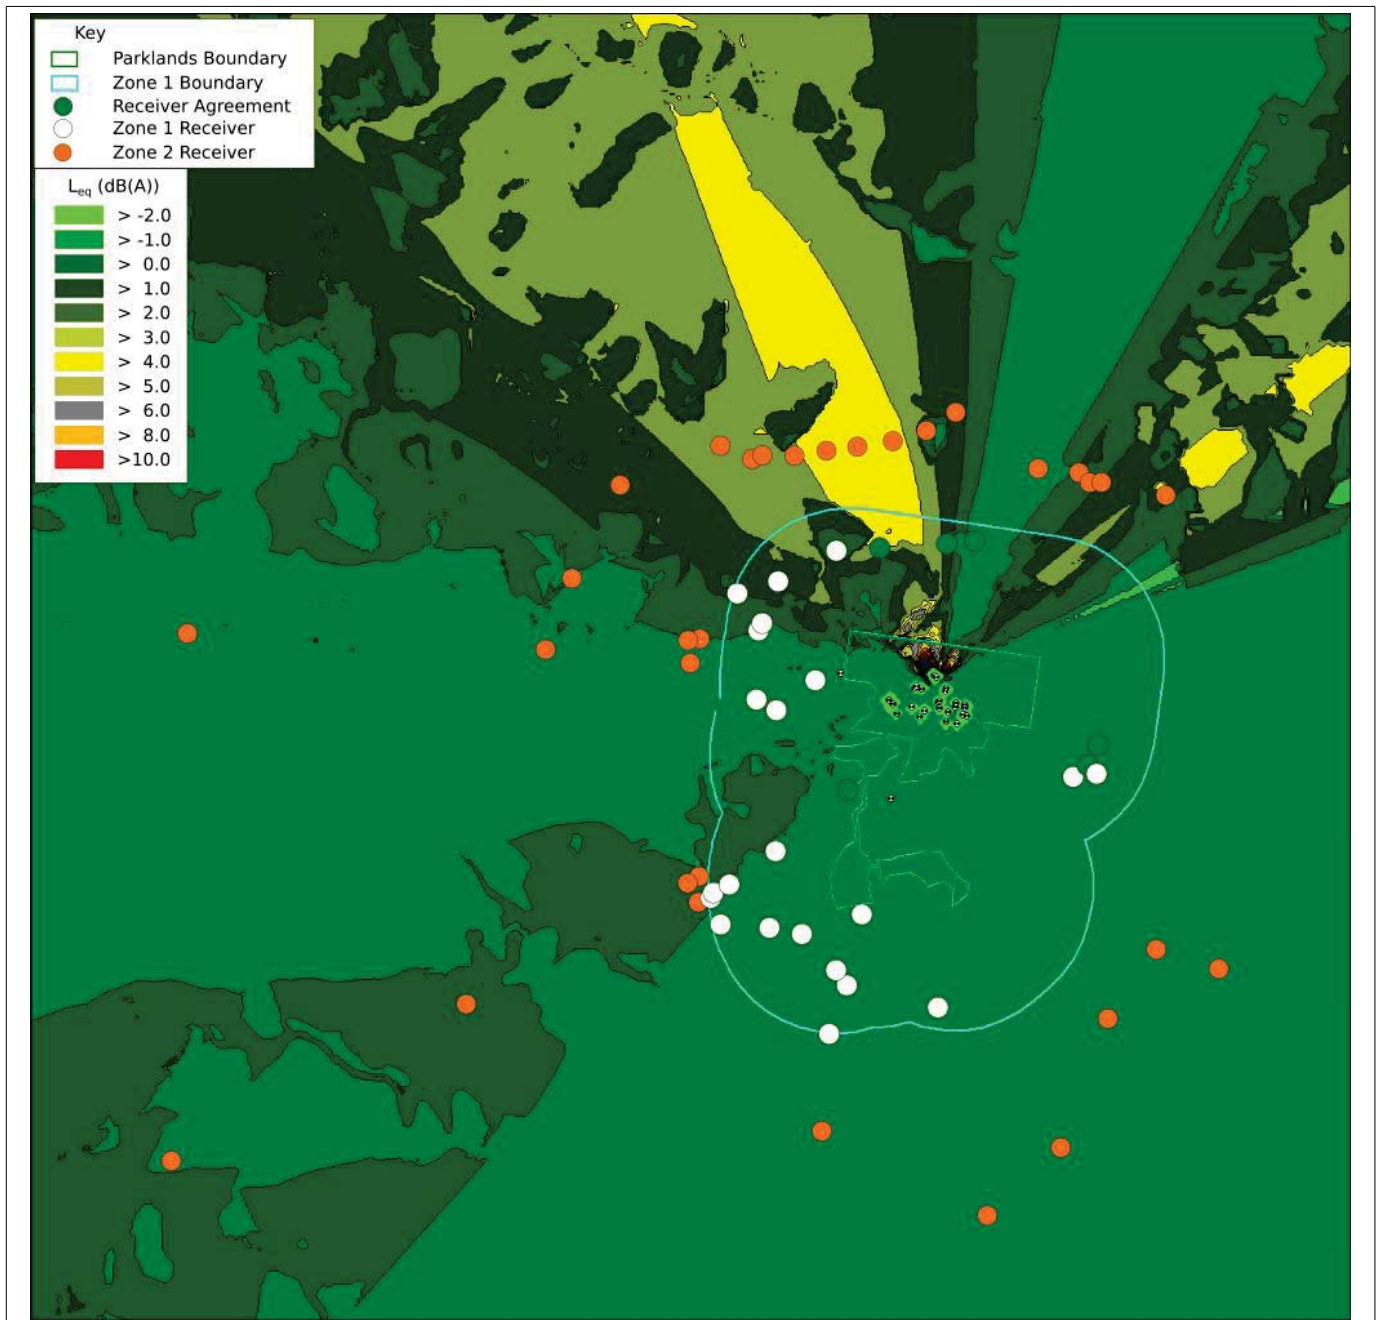 Key
Parklands Boundary
Zone 1 Boundary
Receiver Agreement
Zone 1 Receiver
Zone 2 Receiver
Leq (dB(A))
> -2.0
> -1.0
> 0.0
> 1.0
> 2.0
> 3.0
> 4.0
> 5.0
> 6.0
> 8.0
>10.0